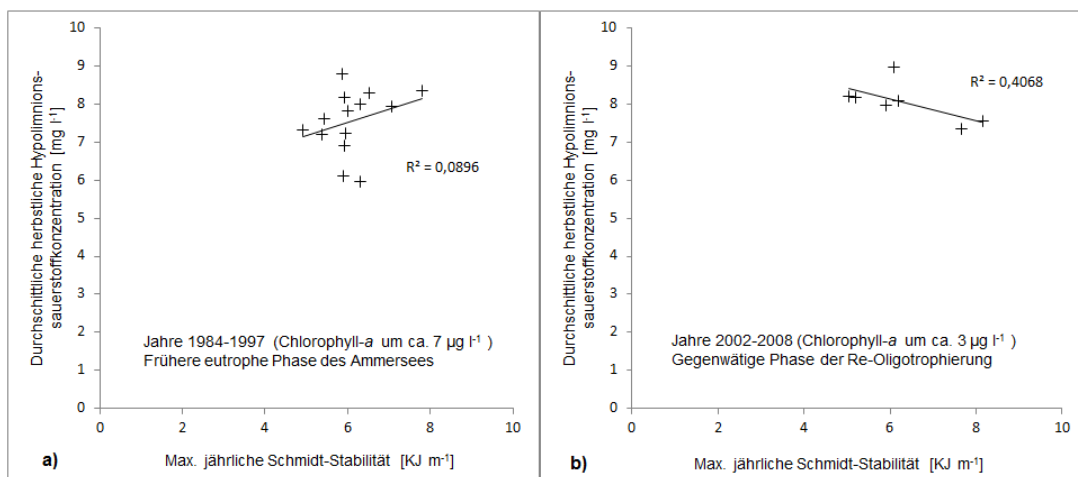 Durchschittliche herbstliche Hypolimnions-
sauerstoffkonzentration [mg l-1]
10
9
8
7
6
5
4
3
2
1
0
R² = 0,0896
Jahre 1984-1997 (Chlorophyll-a um ca. 7 µg l-1 )
Frühere eutrophe Phase des Ammersees
0 2 4 6 8 10
a) Max. jährliche Schmidt-Stabilität [KJ m-1]
Durchschittliche herbstliche Hypolimnions-
sauerstoffkonzentration [mg l-1]
10
9
8
7
6
5
4
3
2
1
0
R² = 0,4068
Jahre 2002-2008 (Chlorophyll-a um ca. 3 µg l-1 )
Gegenwätige Phase der Re-Oligotrophierung
0 2 4 6 8 10
b) Max. jährliche Schmidt-Stabilität [KJ m-1]